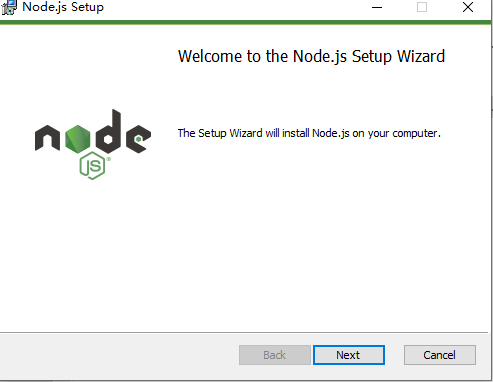 Node.js Setup
Welcome to the Node.js Setup Wizard
node
JS®
The Setup Wizard will install Node.js on your computer.
Back
Next
Cancel